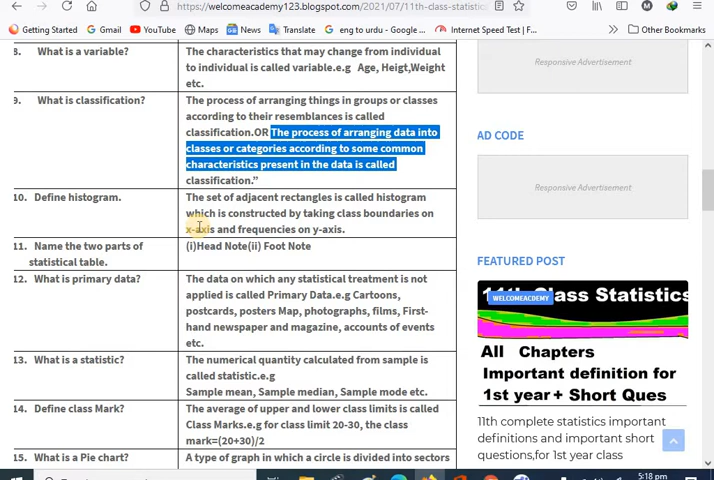 https://welcomeacademy123.blogspot.com/2021/07/11th-class-statistic
Getting Started
Gmail
YouTube
Maps
News
Translate
eng to urdu - Google...
Internet Speed Test | F...
Other Bookmarks
8. What is a variable?
The characteristics that may change from individual
to individual is called variable.e.g Age, Heigt,Weight
etc.
9. What is classification?
The process of arranging things in groups or classes
according to their resemblances is called
classification.OR The process of arranging data into
classes or categories according to some common
characteristics present in the data is called
classification.”
10. Define histogram.
The set of adjacent rectangles is called histogram
which is constructed by taking class boundaries on
x-axis and frequencies on y-axis.
11. Name the two parts of
statistical table.
(i)Head Note(ii) Foot Note
12. What is primary data?
The data on which any statistical treatment is not
applied is called Primary Data.e.g Cartoons,
postcards, posters Map, photographs, films, First-
hand newspaper and magazine, accounts of events
etc.
13. What is a statistic?
The numerical quantity calculated from sample is
called statistic.e.g
Sample mean, Sample median, Sample mode etc.
14. Define class Mark?
The average of upper and lower class limits is called
Class Marks.e.g for class limit 20-30, the class
mark=(20+30)/2
15. What is a Pie chart?
A type of graph in which a circle is divided into sectors
Responsive Advertisement
AD CODE
Responsive Advertisement
FEATURED POST
11th Class Statistics
WELCOMEACDEMY
All Chapters
Important definition for
1st year + Short Ques
11th complete statistics important
definitions and important short
questions,for 1st year class
5:18 pm